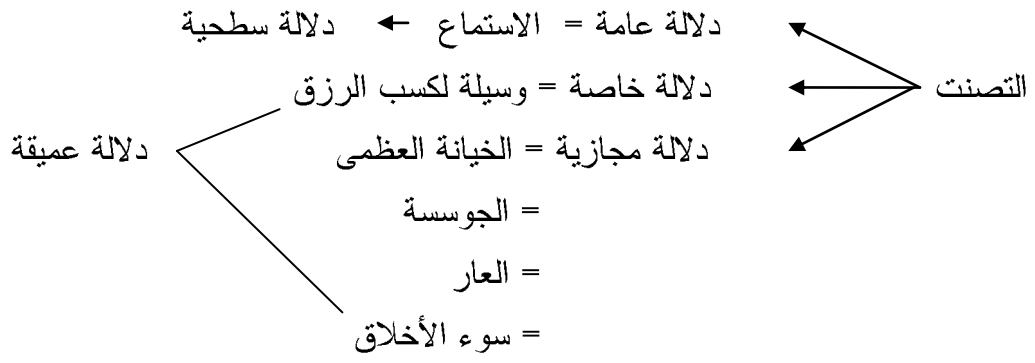 دلالة عامة = الاستماع دلالة سطحية
التصنت دلالة خاصة = وسيلة لكسب الرزق
دلالة مجازية = الخيانة العظمى دلالة عميقة
= الجوسسة
= العار
= سوء الأخلاق